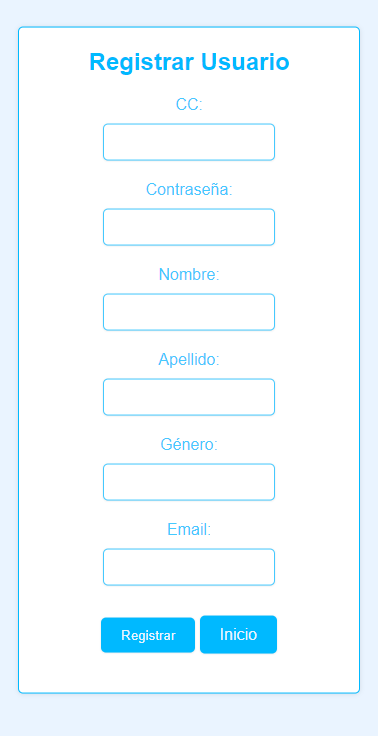 Registrar Usuario
CC:
Contraseña:
Nombre:
Apellido:
Género:
Email:
Registrar Inicio